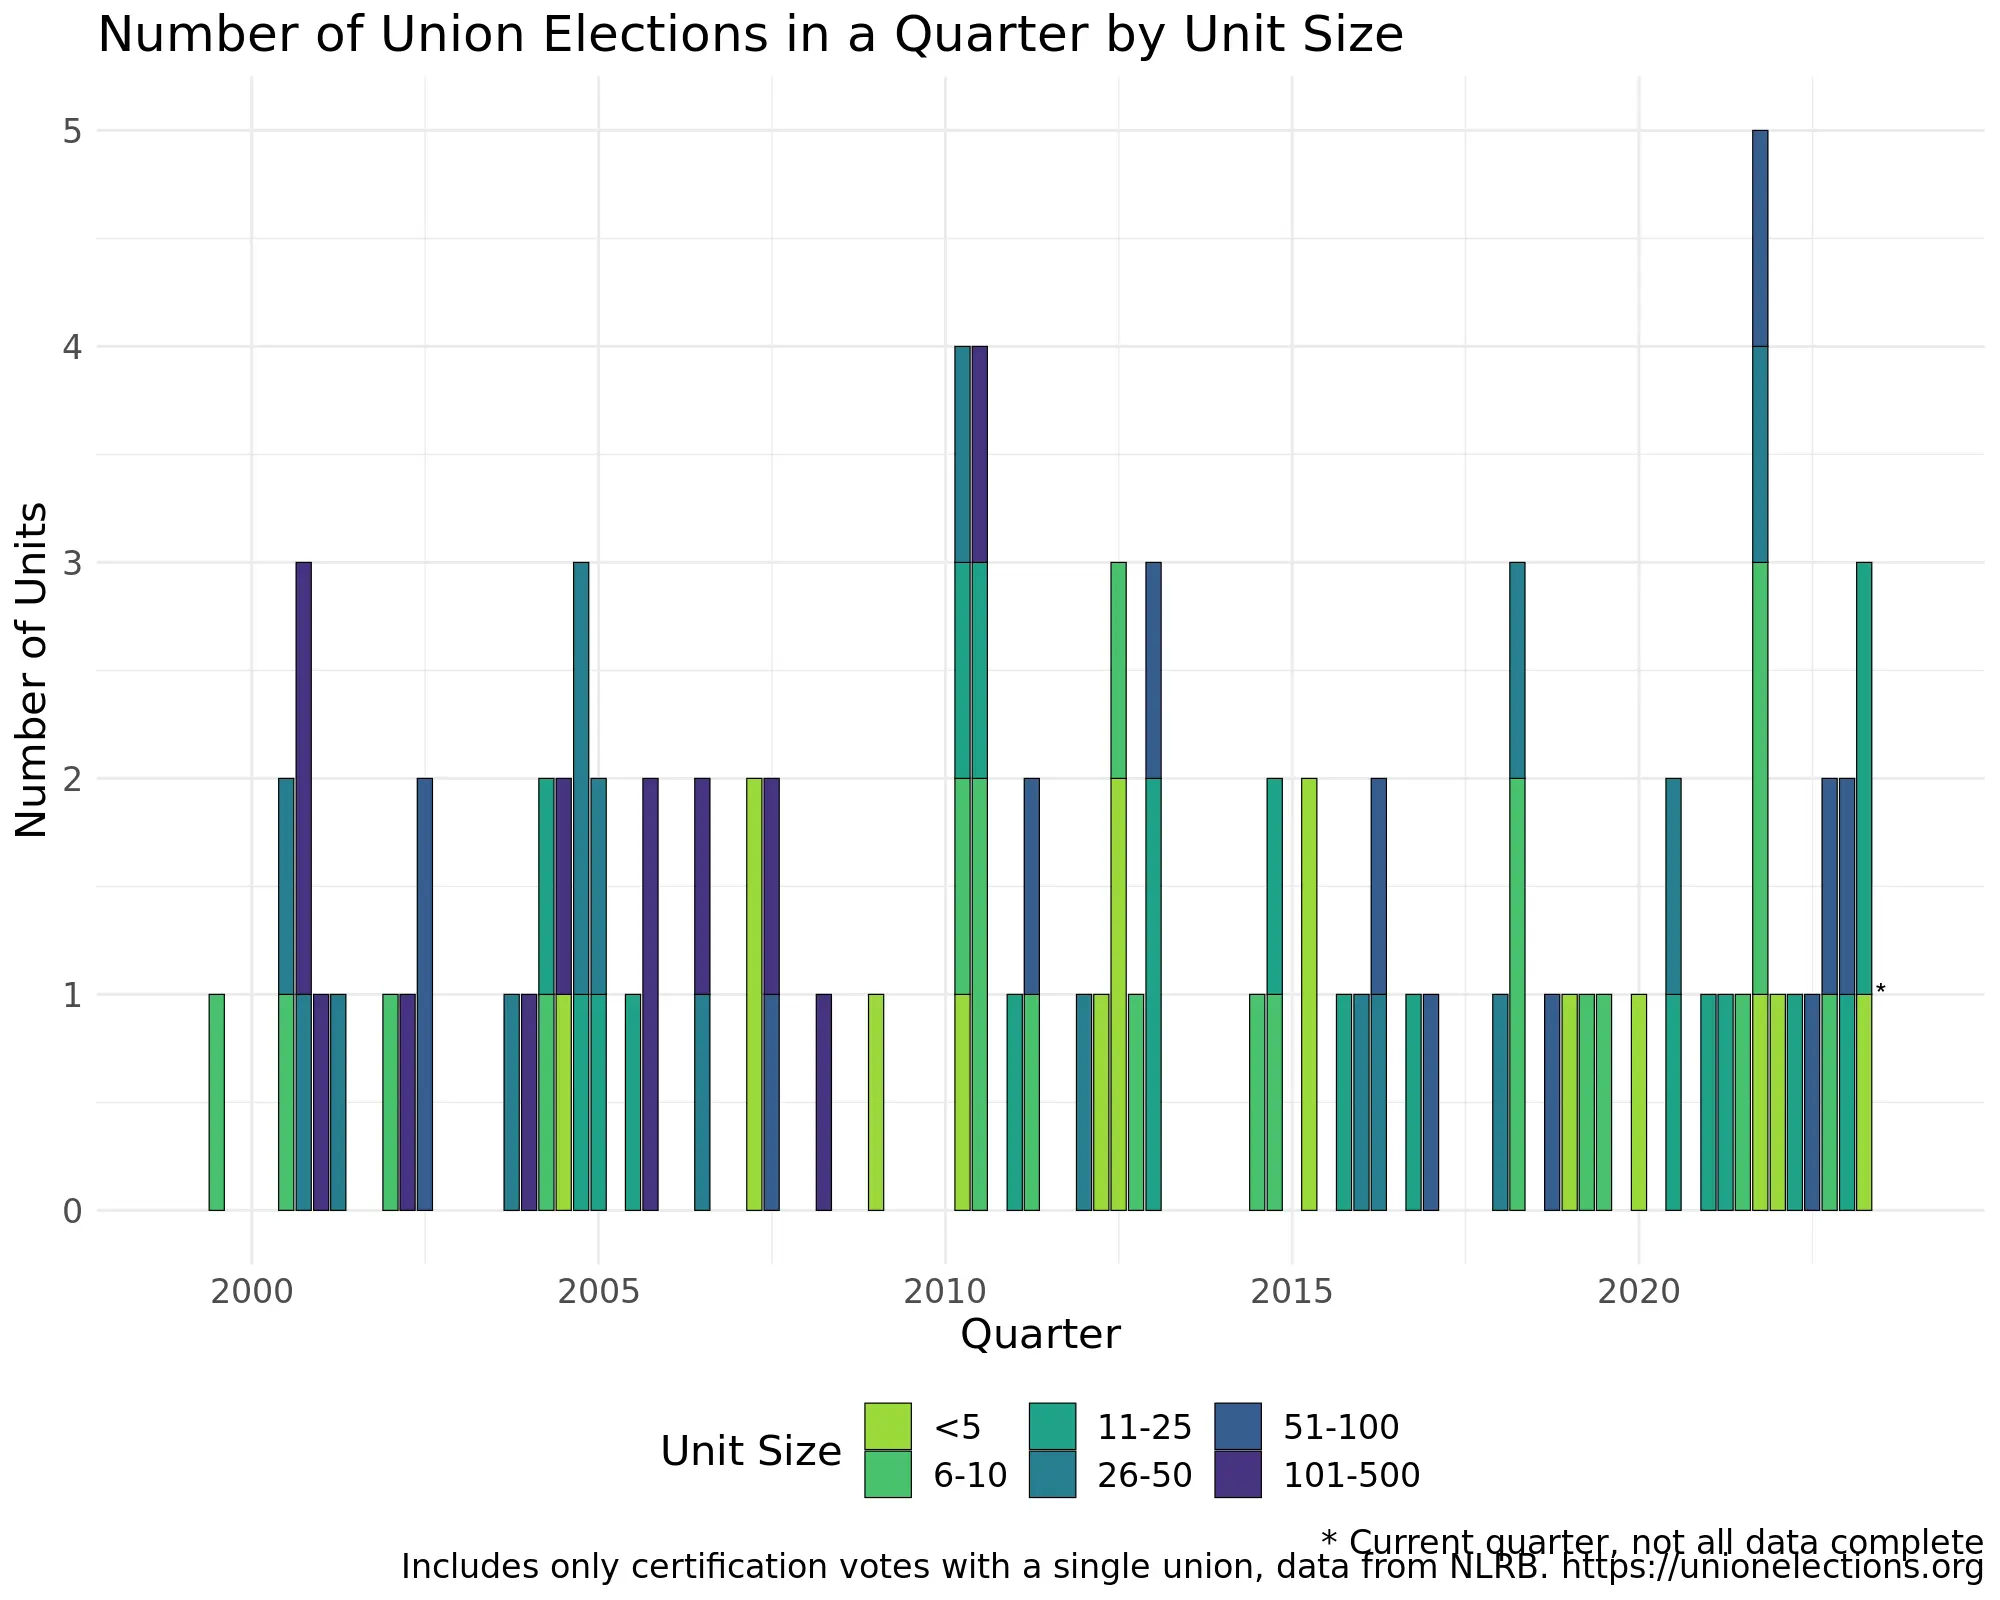 Number of Union Elections in a Quarter by Unit Size
Number of Units
5
4
3
2
1
0
*
2000 2005 2010 2015 2020
Quarter
Unit Size
<5 11-25 51-100
6-10 26-50 101-500
* Current quarter, not all data complete
Includes only certification votes with a single union, data from NLRB. https://unionelections.org